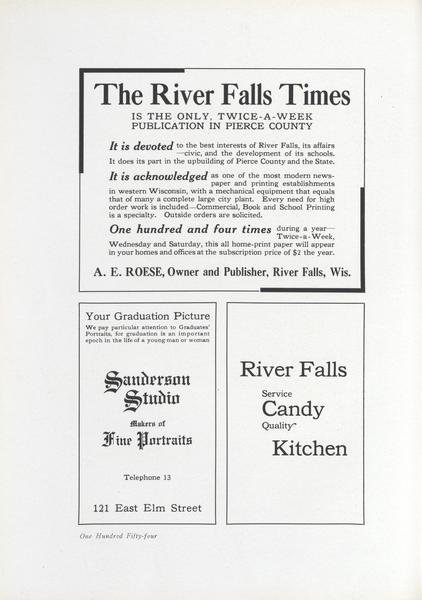 The River Falls Times
IS THE ONLY, TWICE-A-WEEK
PUBLICATION IN PIERCE COUNTY
It is devoted to the best interests of River Falls, its affairs
—civic, and the development of its schools.
It does its part in the upbuilding of Pierce County and the State.
It is acknowledged as one of the most modern news-
paper and printing establishments
in western Wisconsin, with a mechanical equipment that equals
that of many a complete large city plant. Every need for high
order work is included—Commercial, Book and School Printing
is a specialty. Outside orders are solicited.
One hundred and four times during a year—
Twice-a-Week,
Wednesday and Saturday, this all home-print paper will appear
in your homes and offices at the subscription price of $2 the year.
A. E. ROESE, Owner and Publisher, River Falls, Wis.
Your Graduation Picture
We pay particular attention to Graduates'
Portraits, for graduation is an important
epoch in the life of a young man or woman
Sanderson
Studio
Makers of
Fine Portraits
Telephone 13
121 East Elm Street
River Falls
Service
Candy
Quality
Kitchen
One Hundred Fifty-four